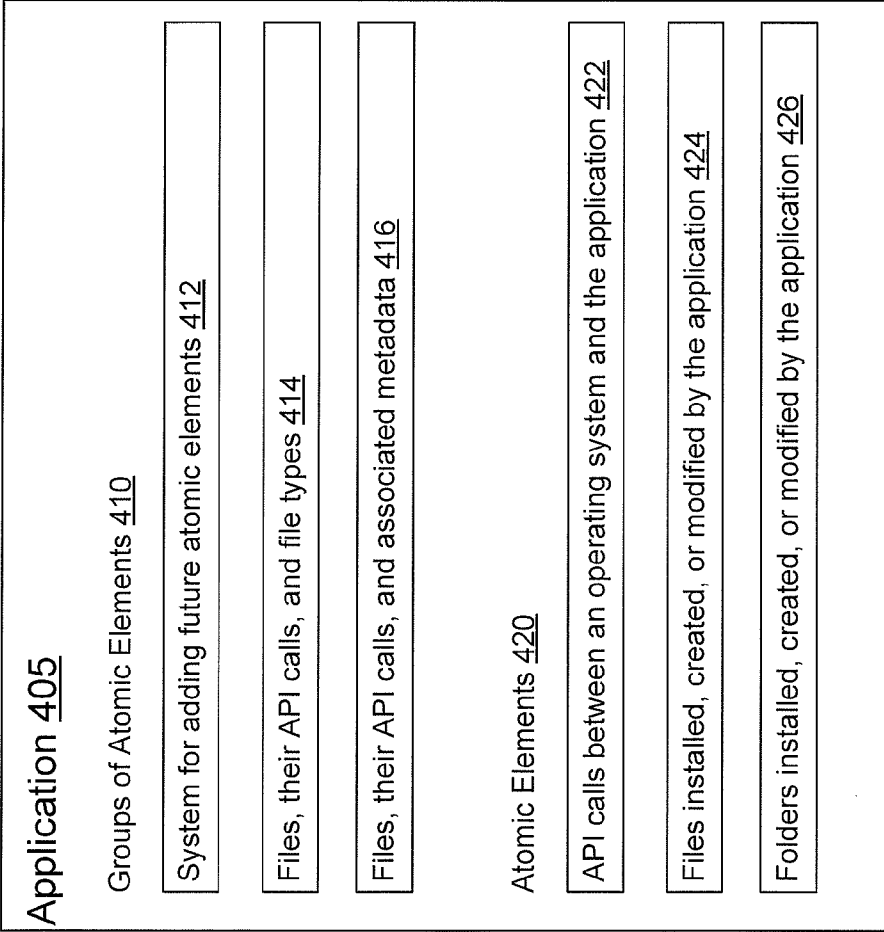 Application 405
Groups of Atomic Elements 410
System for adding future atomic elements 412
Files, their API calls, and file types 414
Files, their API calls, and associated metadata 416
Atomic Elements 420
API calls between an operating system and the application 422
Files installed, created, or modified by the application 424
Folders installed, created, or modified by the application 426